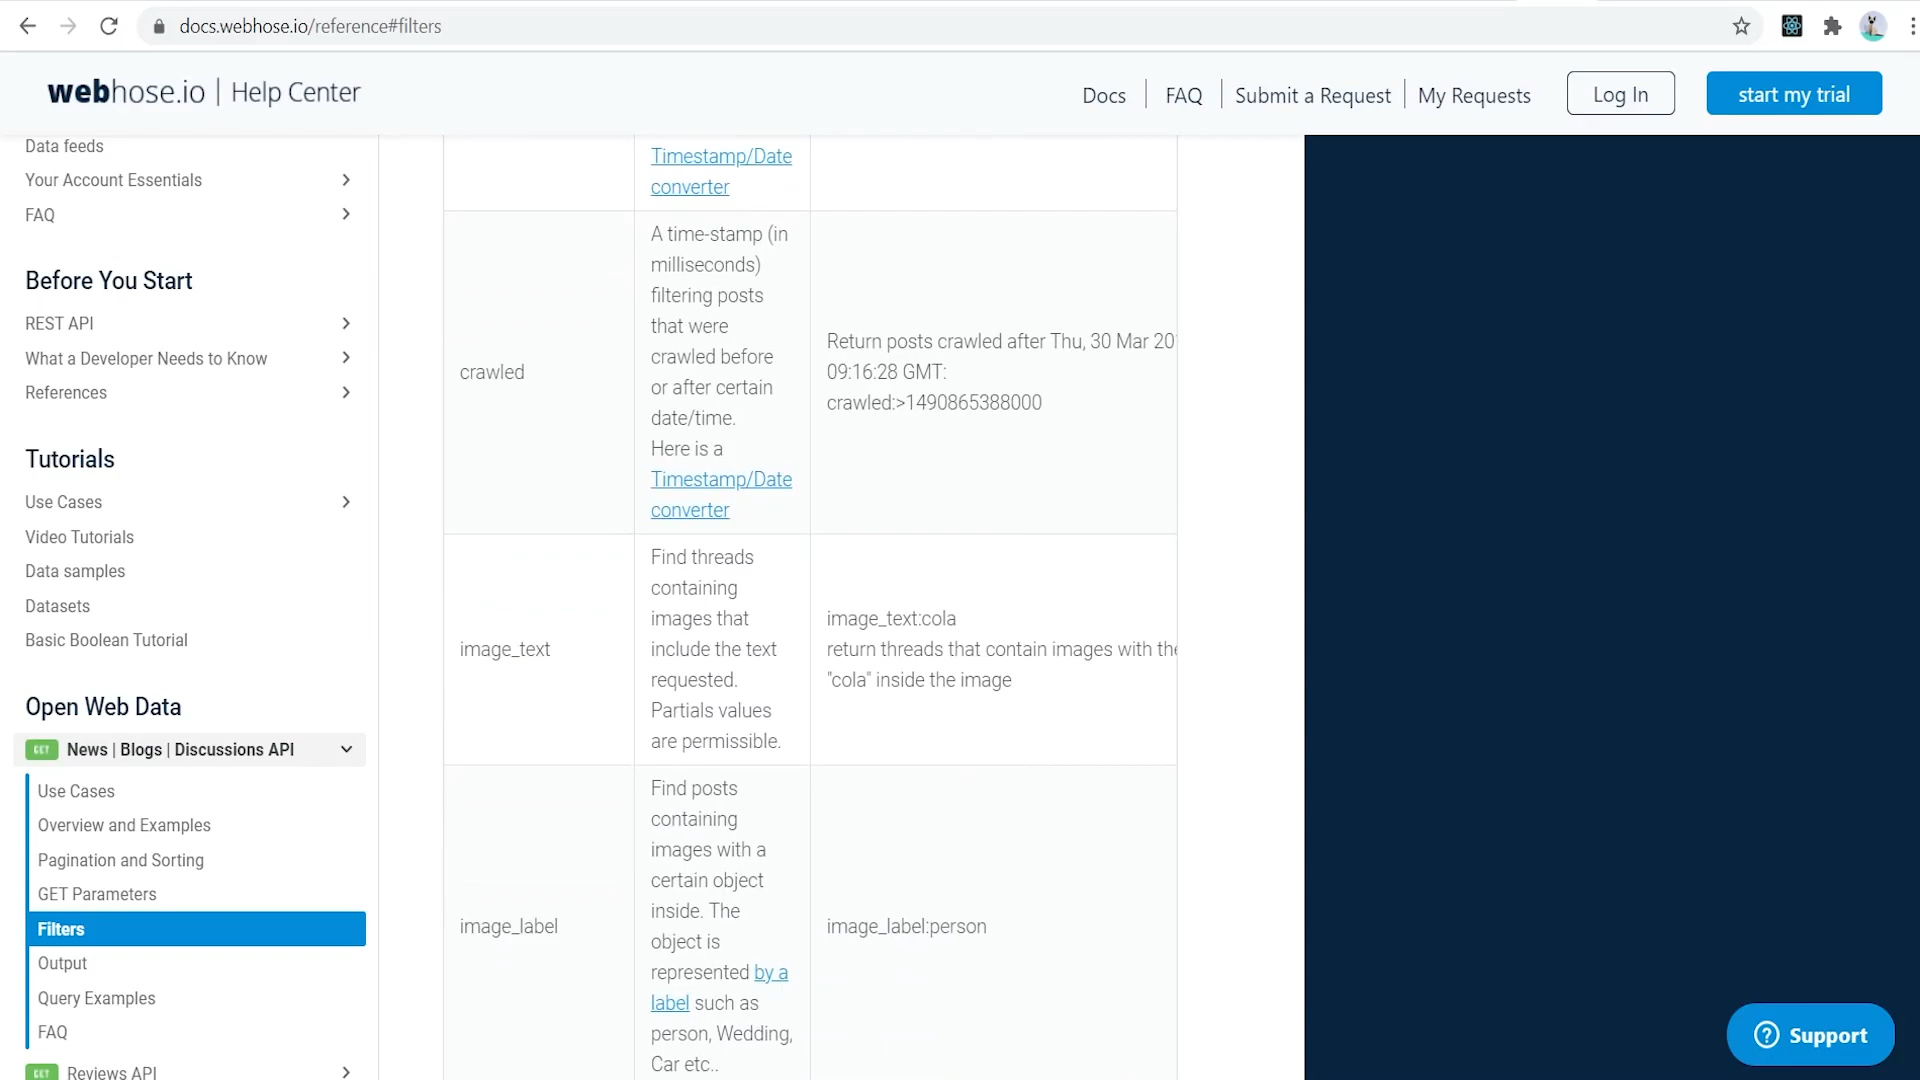 docs.webhose.io/reference#filters
webhose.io | Help Center
Docs
FAQ
Submit a Request
My Requests
Log In
start my trial
Data feeds
Your Account Essentials
FAQ
Before You Start
REST API
What a Developer Needs to Know
References
Tutorials
Use Cases
Video Tutorials
Data samples
Datasets
Basic Boolean Tutorial
Open Web Data
GET News | Blogs | Discussions API
Use Cases
Overview and Examples
Pagination and Sorting
GET Parameters
Filters
Output
Query Examples
FAQ
GET Reviews API
Timestamp/Date
converter
crawled
A time-stamp (in
milliseconds)
filtering posts
that were
crawled before
or after certain
date/time.
Here is a
Timestamp/Date
converter
Return posts crawled after Thu, 30 Mar 20
09:16:28 GMT:
crawled:>1490865388000
image_text
Find threads
containing
images that
include the text
requested.
Partials values
are permissible.
image_text:cola
return threads that contain images with the
"cola" inside the image
image_label
Find posts
containing
images with a
certain object
inside. The
object is
represented by a
label such as
person, Wedding,
Car etc..
image_label:person
Support